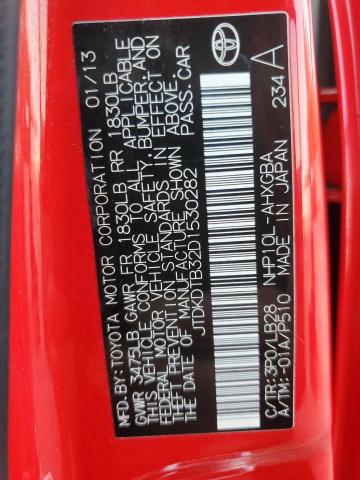 MFD. BY: TOYOTA MOTOR CORPORATION 01/13
GVWR 3475LB GAWR FR 1830LB RR 1830LB
THIS VEHICLE CONFORMS TO ALL APPLICABLE
FEDERAL MOTOR VEHICLE SAFETY, BUMPER, AND
THEFT PREVENTION STANDARDS IN EFFECT ON
THE DATE OF MANUFACTURE SHOWN ABOVE.
JTDKDTB32D1530282 PASS. CAR
C/TR:3P0/LB28 NHP10L-AHXGBA
A/TM:-01A/P510 MADE IN JAPAN 234 A